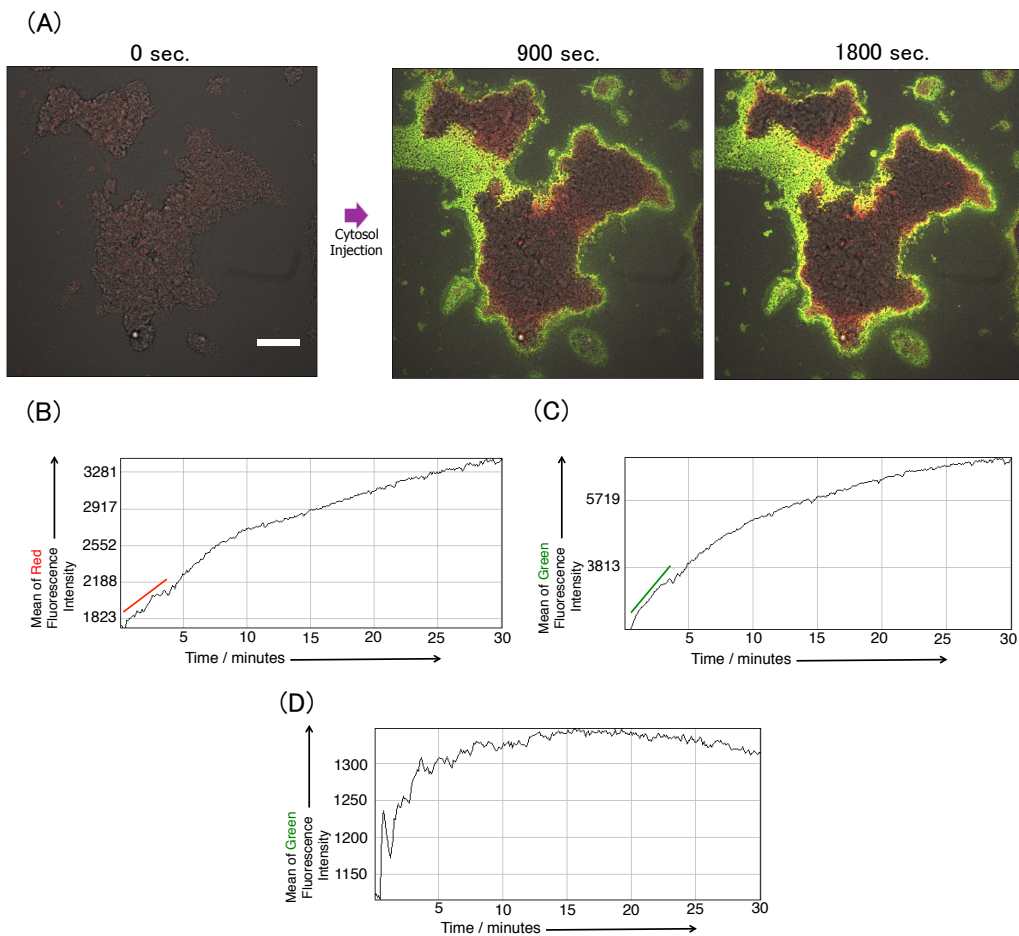 (A)
0 sec.
900 sec.
1800 sec.
Cytosol
Injection
(B)
Mean of Red
Fluorescence
Intensity
3281
2917
2552
2188
1823
5
10
15
20
25
30
Time / minutes
(C)
Mean of Green
Fluorescence
Intensity
5719
3813
5
10
15
20
25
30
Time / minutes
(D)
Mean of Green
Fluorescence
Intensity
1300
1250
1200
1150
5
10
15
20
25
30
Time / minutes